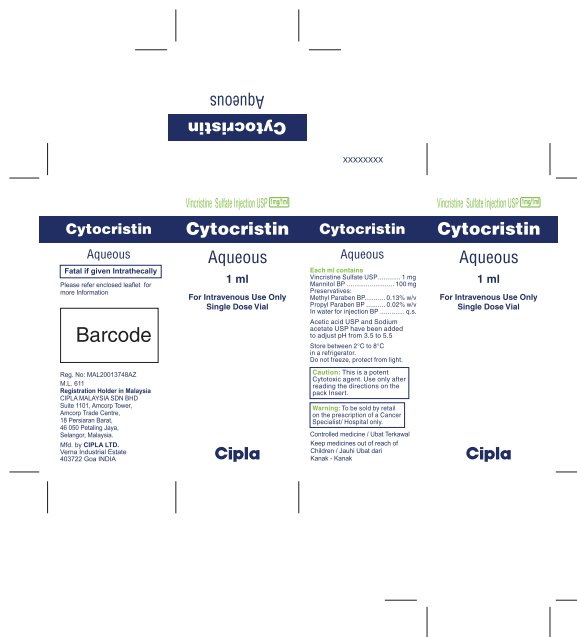 Aqueous
Cytocristin
XXXXXXXX
Vincristine Sulfate Injection USP 1mg/1ml
Vincristine Sulfate Injection USP 1mg/1ml
Cytocristin
Aqueous
Fatal if given Intrathecally
Please refer enclosed leaflet for
more Information
Barcode
Reg. No: MAL20013748AZ
M.L. 611
Registration Holder in Malaysia
CIPLA MALAYSIA SDN BHD
Suite 1101, Amcorp Tower,
Amcorp Trade Centre,
18 Persiaran Barat,
46 050 Petaling Jaya,
Selangor, Malaysia.
Mfd. by CIPLA LTD.
Verna Industrial Estate
403722 Goa INDIA
Cytocristin
Aqueous
1 ml
For Intravenous Use Only
Single Dose Vial
Cipla
Cytocristin
Aqueous
Each ml contains
Vincristine Sulfate USP........... 1 mg
Mannitol BP ........................ 100 mg
Preservatives:
Methyl Paraben BP.......... 0.13% w/v
Propyl Paraben BP ......... 0.02% w/v
In water for injection BP ............ q.s.
Acetic acid USP and Sodium
acetate USP have been added
to adjust pH from 3.5 to 5.5
Store between 2°C to 8°C
in a refrigerator.
Do not freeze, protect from light.
Caution: This is a potent
Cytotoxic agent. Use only after
reading the directions on the
pack Insert.
Warning: To be sold by retail
on the prescription of a Cancer
Specialist/ Hospital only.
Controlled medicine / Ubat Terkawal
Keep medicines out of reach of
Children / Jauhi Ubat dari
Kanak - Kanak
Cytocristin
Aqueous
1 ml
For Intravenous Use Only
Single Dose Vial
Cipla